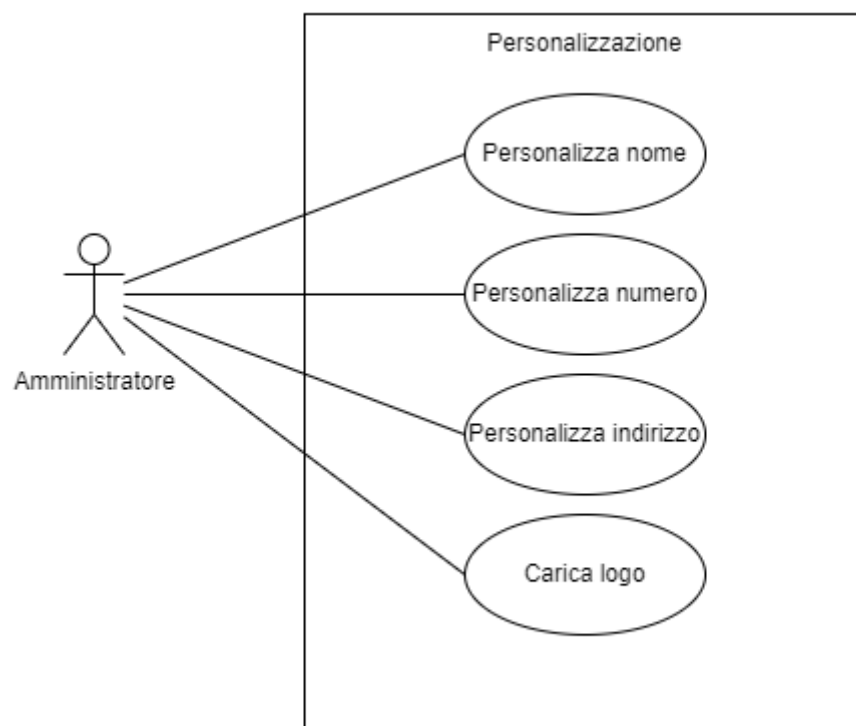 Personalizzazione
Personalizza nome
Personalizza numero
Personalizza indirizzo
Amministratore
Carica logo